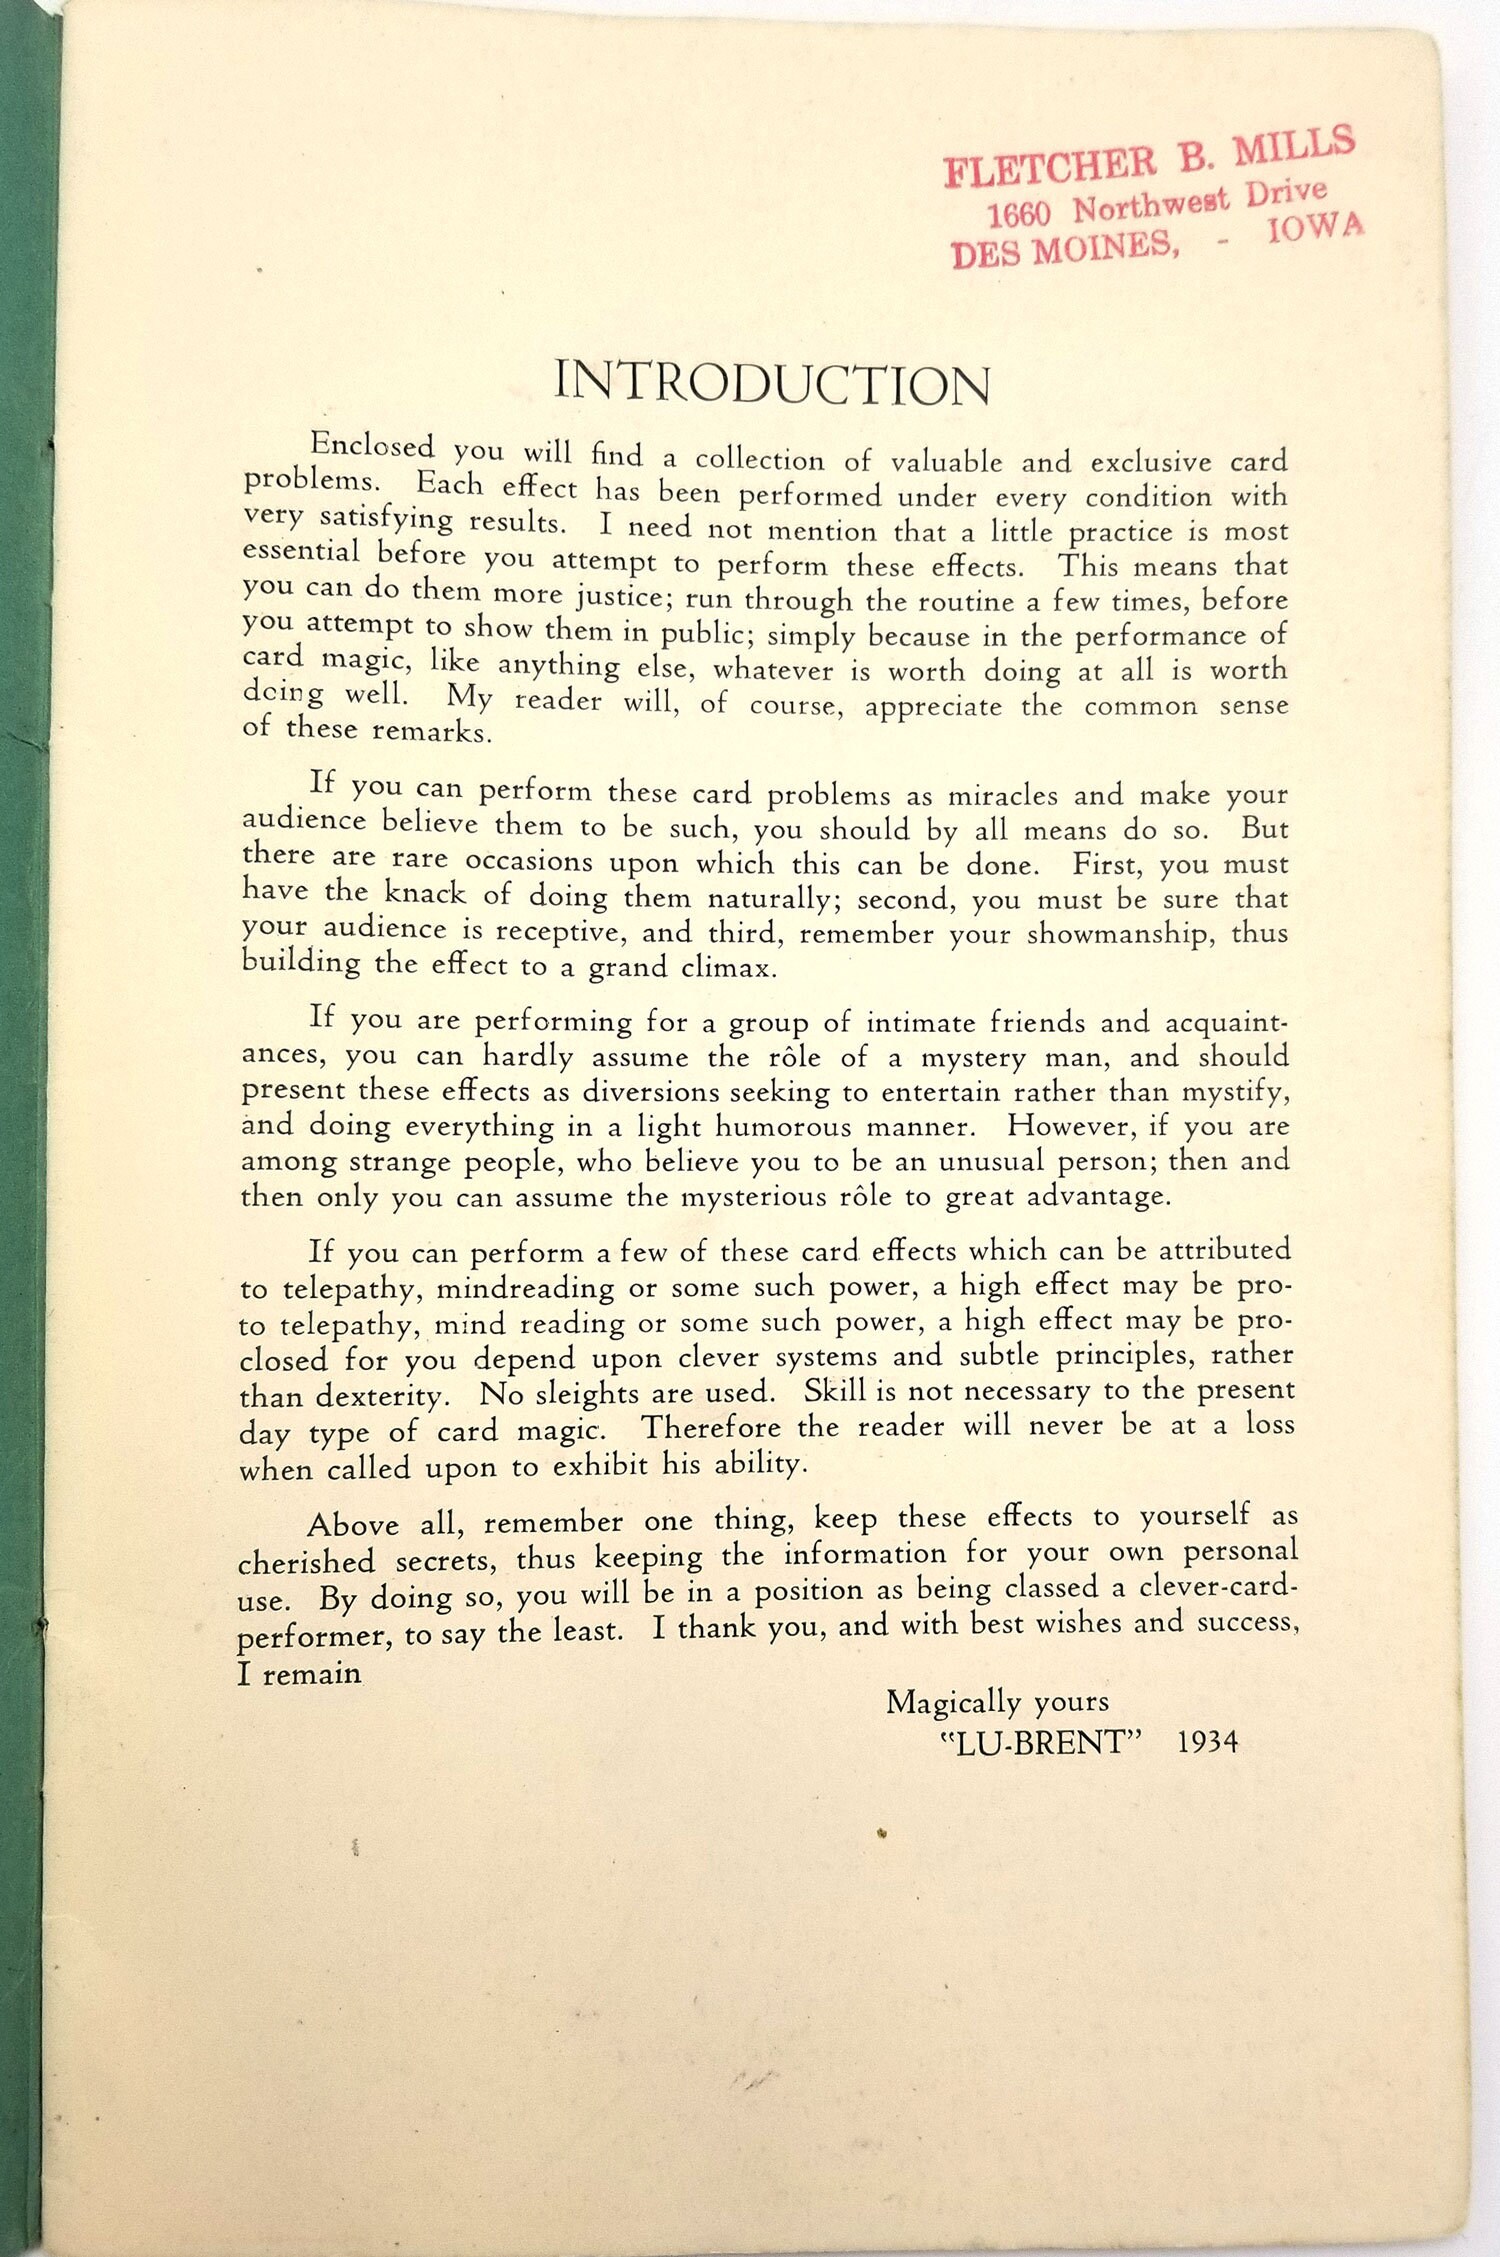 FLETCHER B. MILLS
1660 Northwest Drive
DES MOINES, - IOWA
INTRODUCTION
Enclosed you will find a collection of valuable and exclusive card
problems. Each effect has been performed under every condition with
very satisfying results. I need not mention that a little practice is most
essential before you attempt to perform these effects. This means that
you can do them more justice; run through the routine a few times, before
you attempt to show them in public; simply because in the performance of
card magic, like anything else, whatever is worth doing at all is worth
dcing well. My reader will, of course, appreciate the common sense
of these remarks.
If you can perform these card problems as miracles and make your
audience believe them to be such, you should by all means do so. But
there are rare occasions upon which this can be done. First, you must
have the knack of doing them naturally; second, you must be sure that
your audience is receptive, and third, remember your showmanship, thus
building the effect to a grand climax.
If you are performing for a group of intimate friends and acquaint-
ances, you can hardly assume the rôle of a mystery man, and should
present these effects as diversions seeking to entertain rather than mystify,
and doing everything in a light humorous manner. However, if you are
among strange people, who believe you to be an unusual person; then and
then only you can assume the mysterious rôle to great advantage.
If you can perform a few of these card effects which can be attributed
to telepathy, mindreading or some such power, a high effect may be pro-
to telepathy, mind reading or some such power, a high effect may be pro-
closed for you depend upon clever systems and subtle principles, rather
than dexterity. No sleights are used. Skill is not necessary to the present
day type of card magic. Therefore the reader will never be at a loss
when called upon to exhibit his ability.
Above all, remember one thing, keep these effects to yourself as
cherished secrets, thus keeping the information for your own personal
use. By doing so, you will be in a position as being classed a clever-card-
performer, to say the least. I thank you, and with best wishes and success,
I remain
Magically yours
"LU-BRENT" 1934